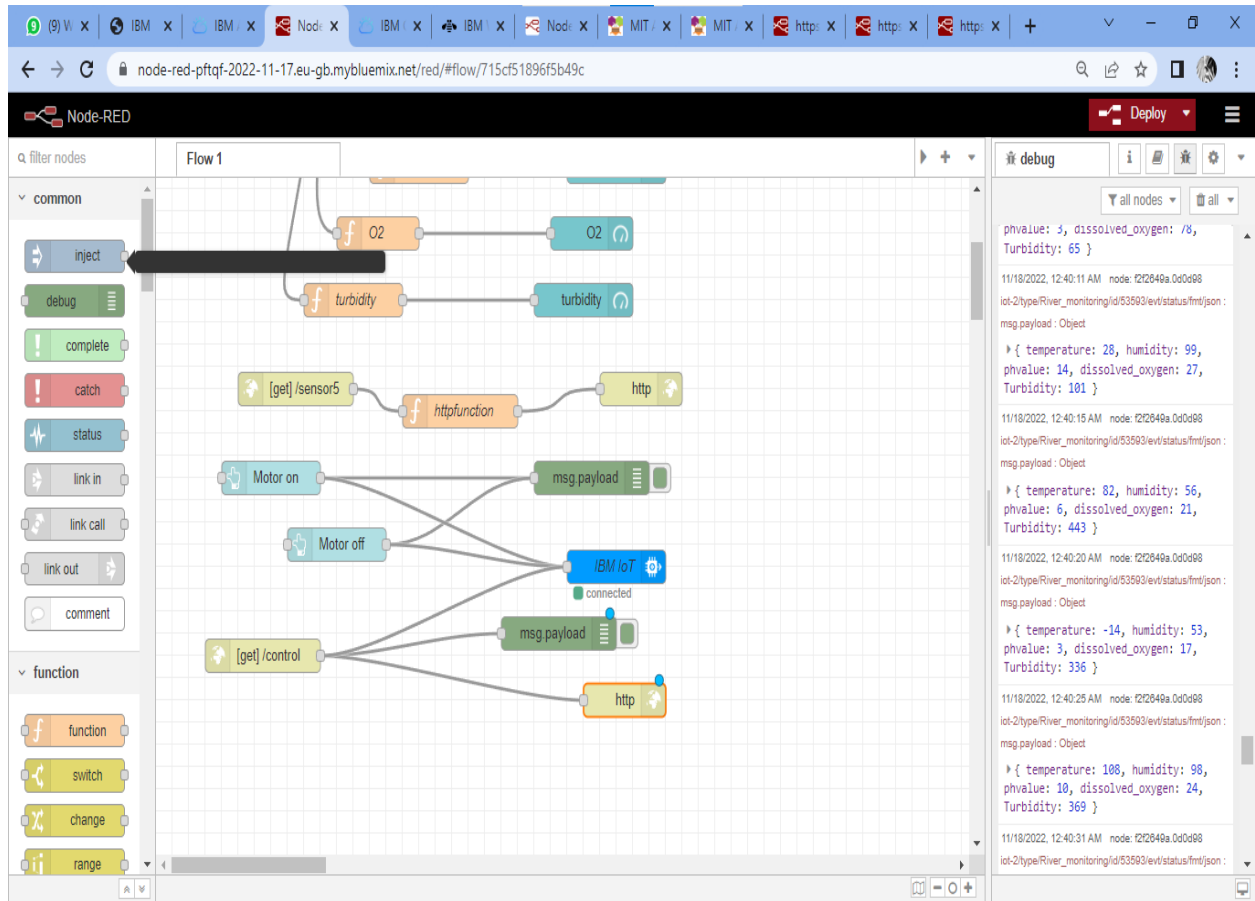 (9) W X IBM X IBM / X Node X IBM ( X IBM \ X Node X MIT / X MIT / X https X https X https X
node-red-pftqf-2022-11-17.eu-gb.mybluemix.net/red/#flow/715cf51896f5b49c
Node-RED
Deploy
filter nodes
Flow 1
debug
i
all nodes
all
common
inject
debug
complete
catch
status
link in
link call
link out
comment
function
function
switch
change
range
O2
O2
turbidity
turbidity
[get] /sensor5
http
httpfunction
Motor on
msg.payload
Motor off
IBM IoT
connected
msg.payload
[get] /control
http
phvalue: 3, dissolved_oxygen: 78,
Turbidity: 65 }
11/18/2022, 12:40:11 AM node: f2f2649a.0d0d98
iot-2/type/River_monitoring/id/53593/evt/status/fmt/json :
msg.payload : Object
{ temperature: 28, humidity: 99,
phvalue: 14, dissolved_oxygen: 27,
Turbidity: 101 }
11/18/2022, 12:40:15 AM node: f2f2649a.0d0d98
iot-2/type/River_monitoring/id/53593/evt/status/fmt/json :
msg.payload : Object
{ temperature: 82, humidity: 56,
phvalue: 6, dissolved_oxygen: 21,
Turbidity: 443 }
11/18/2022, 12:40:20 AM node: f2f2649a.0d0d98
iot-2/type/River_monitoring/id/53593/evt/status/fmt/json :
msg.payload : Object
{ temperature: -14, humidity: 53,
phvalue: 3, dissolved_oxygen: 17,
Turbidity: 336 }
11/18/2022, 12:40:25 AM node: f2f2649a.0d0d98
iot-2/type/River_monitoring/id/53593/evt/status/fmt/json :
msg.payload : Object
{ temperature: 108, humidity: 98,
phvalue: 10, dissolved_oxygen: 24,
Turbidity: 369 }
11/18/2022, 12:40:31 AM node: f2f2649a.0d0d98
iot-2/type/River_monitoring/id/53593/evt/status/fmt/json :